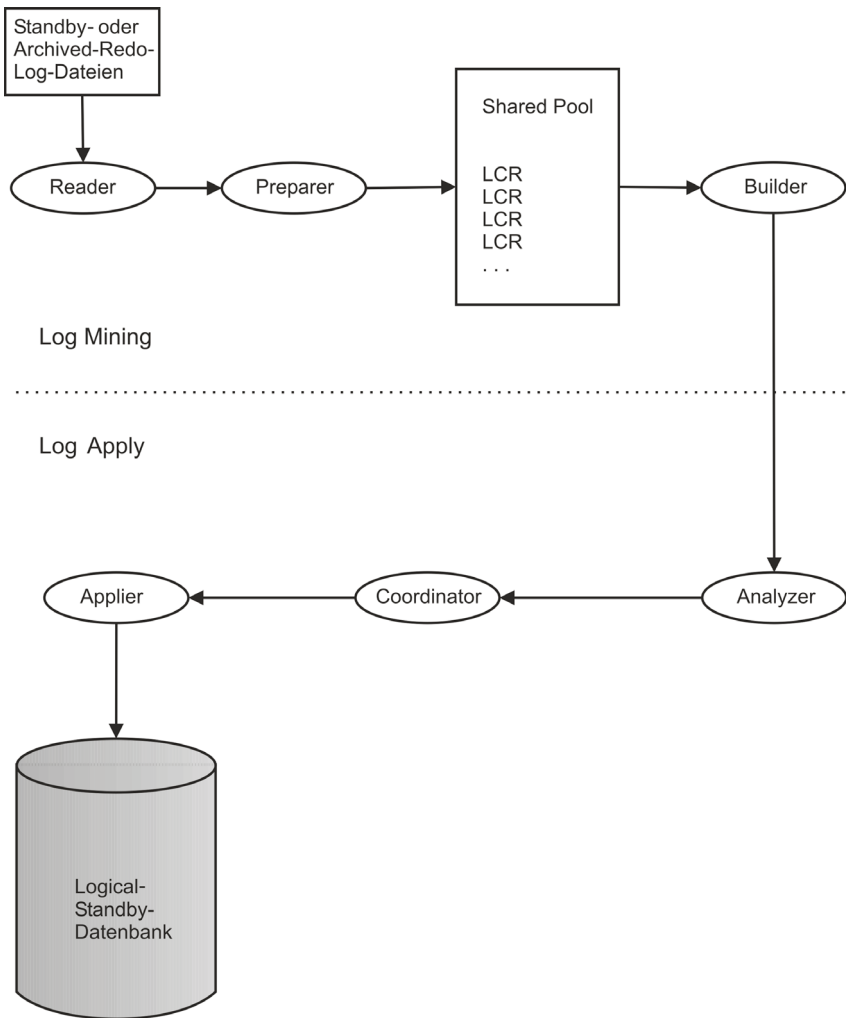 Standby- oder
Archived-Redo-
Log-Dateien
Shared Pool
Reader
Preparer
LCR
LCR
LCR
LCR
. . .
Builder
Log Mining
Log Apply
Applier
Coordinator
Analyzer
Logical-
Standby-
Datenbank